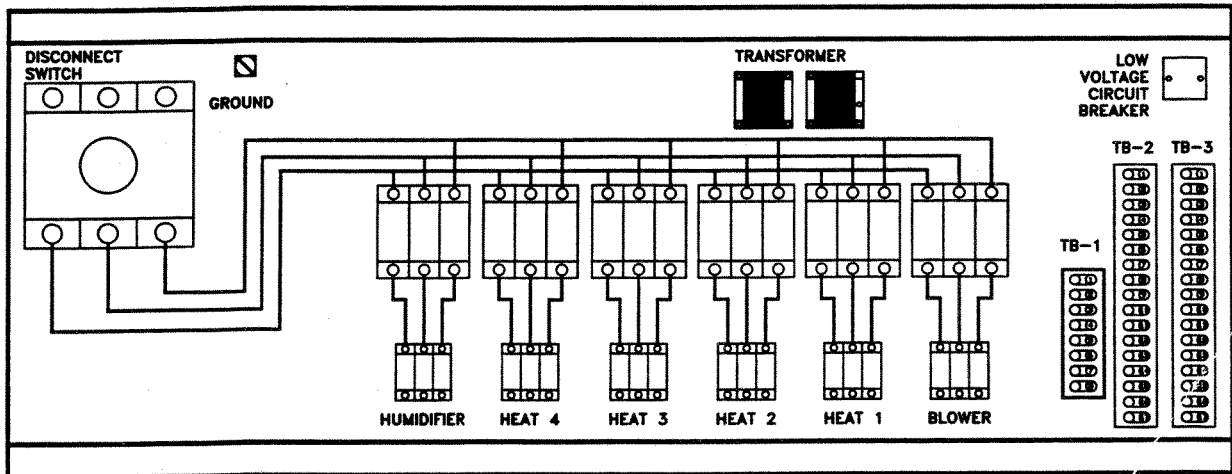 DISCONNECT
SWITCH
GROUND
TRANSFORMER
LOW
VOLTAGE
CIRCUIT
BREAKER
TB-2 TB-3
TB-1
HUMIDIFIER HEAT 4 HEAT 3 HEAT 2 HEAT 1 BLOWER